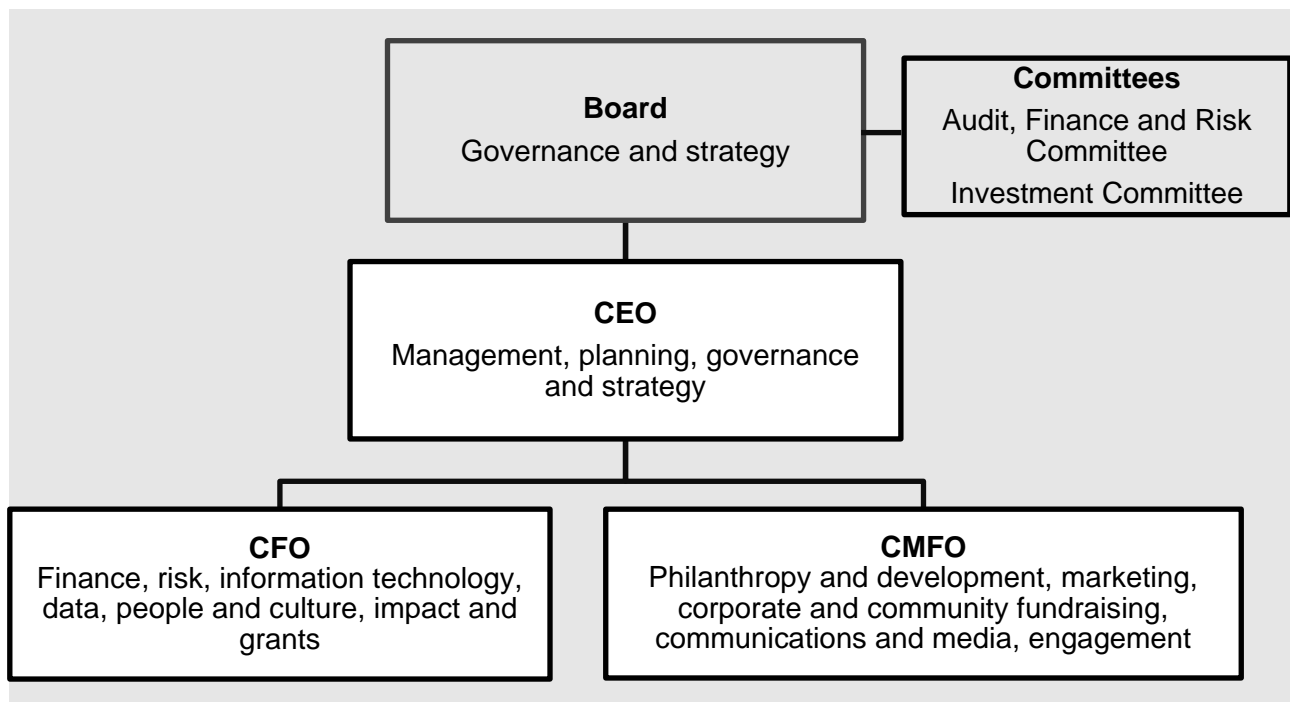 Board
Governance and strategy
Committees
Audit, Finance and Risk
Committee
Investment Committee
CEO
Management, planning, governance
and strategy
CFO
Finance, risk, information technology,
data, people and culture, impact and
grants
CMFO
Philanthropy and development, marketing,
corporate and community fundraising,
communications and media, engagement